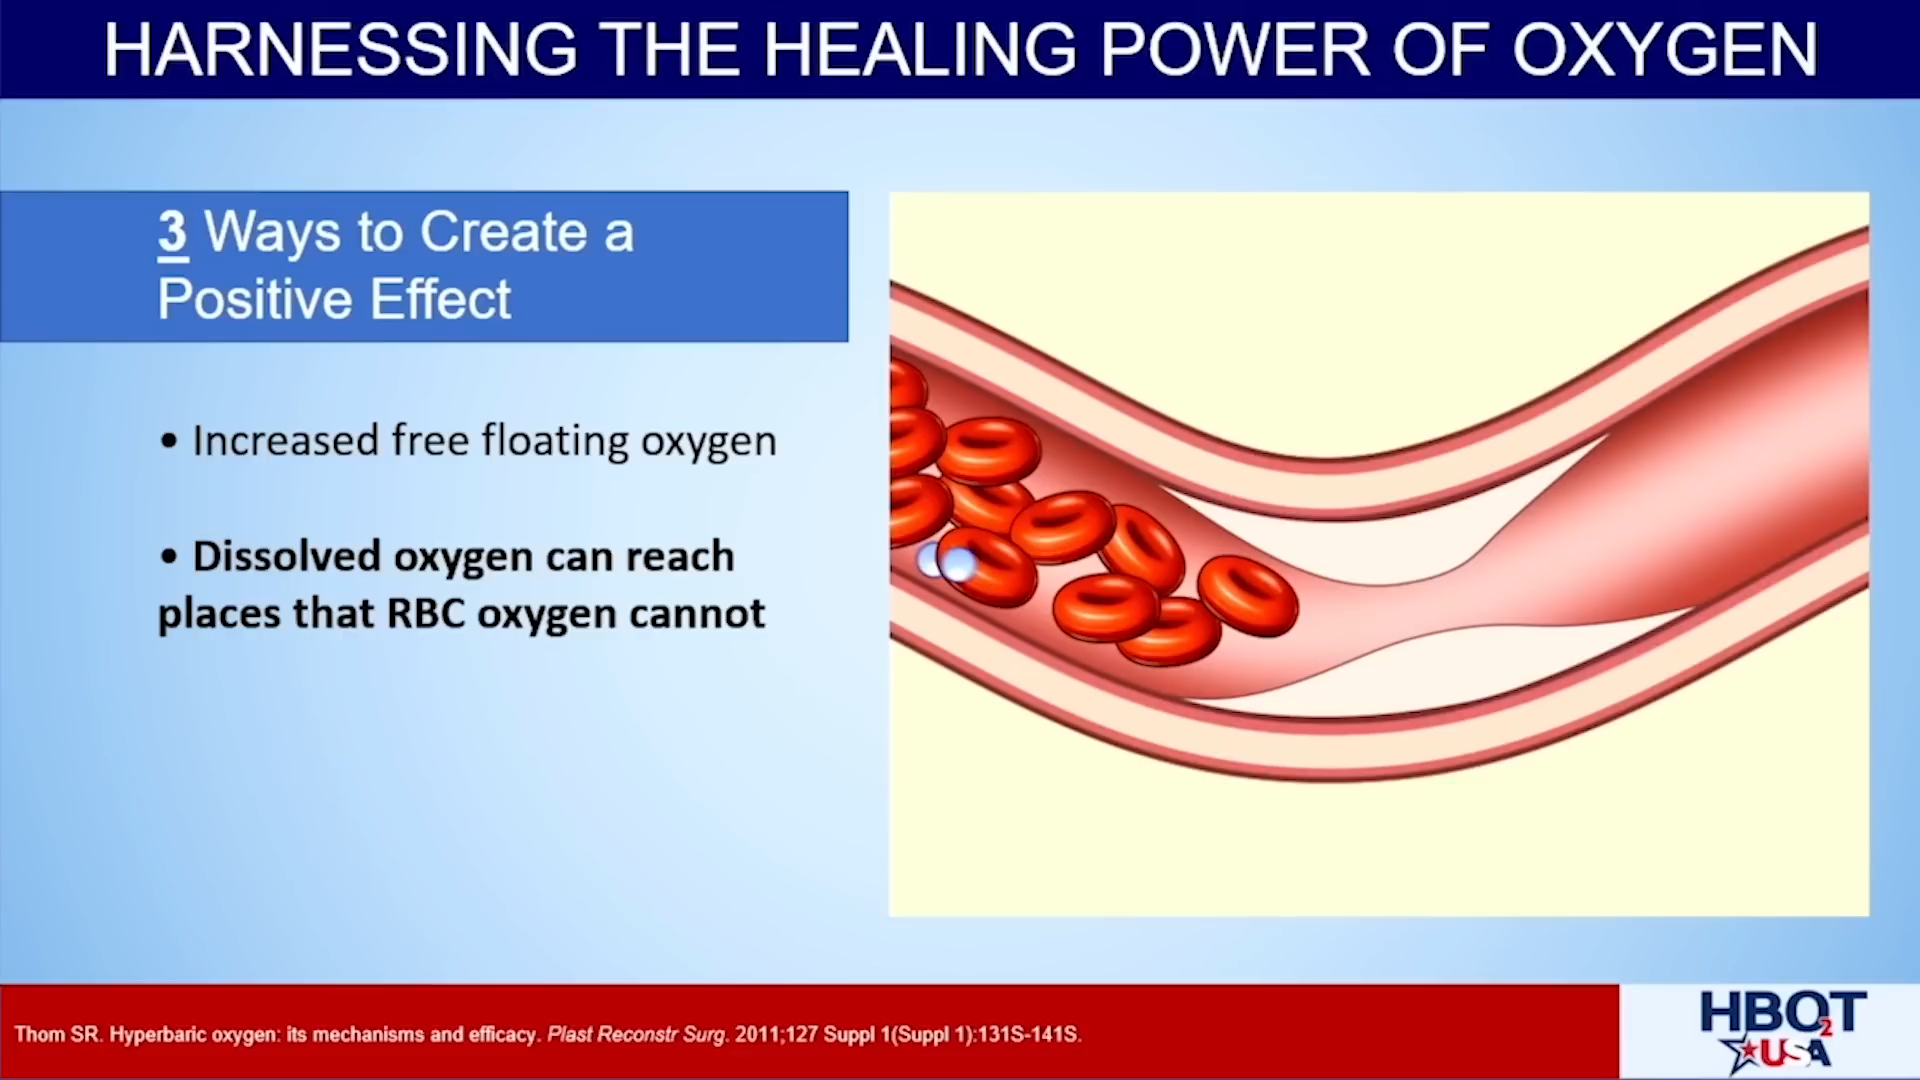 HARNESSING THE HEALING POWER OF OXYGEN
3 Ways to Create a
Positive Effect
• Increased free floating oxygen
• Dissolved oxygen can reach
places that RBC oxygen cannot
Thom SR. Hyperbaric oxygen: its mechanisms and efficacy. Plast Reconstr Surg. 2011;127 Suppl 1(Suppl 1):131S-141S.
HBO2T
USA